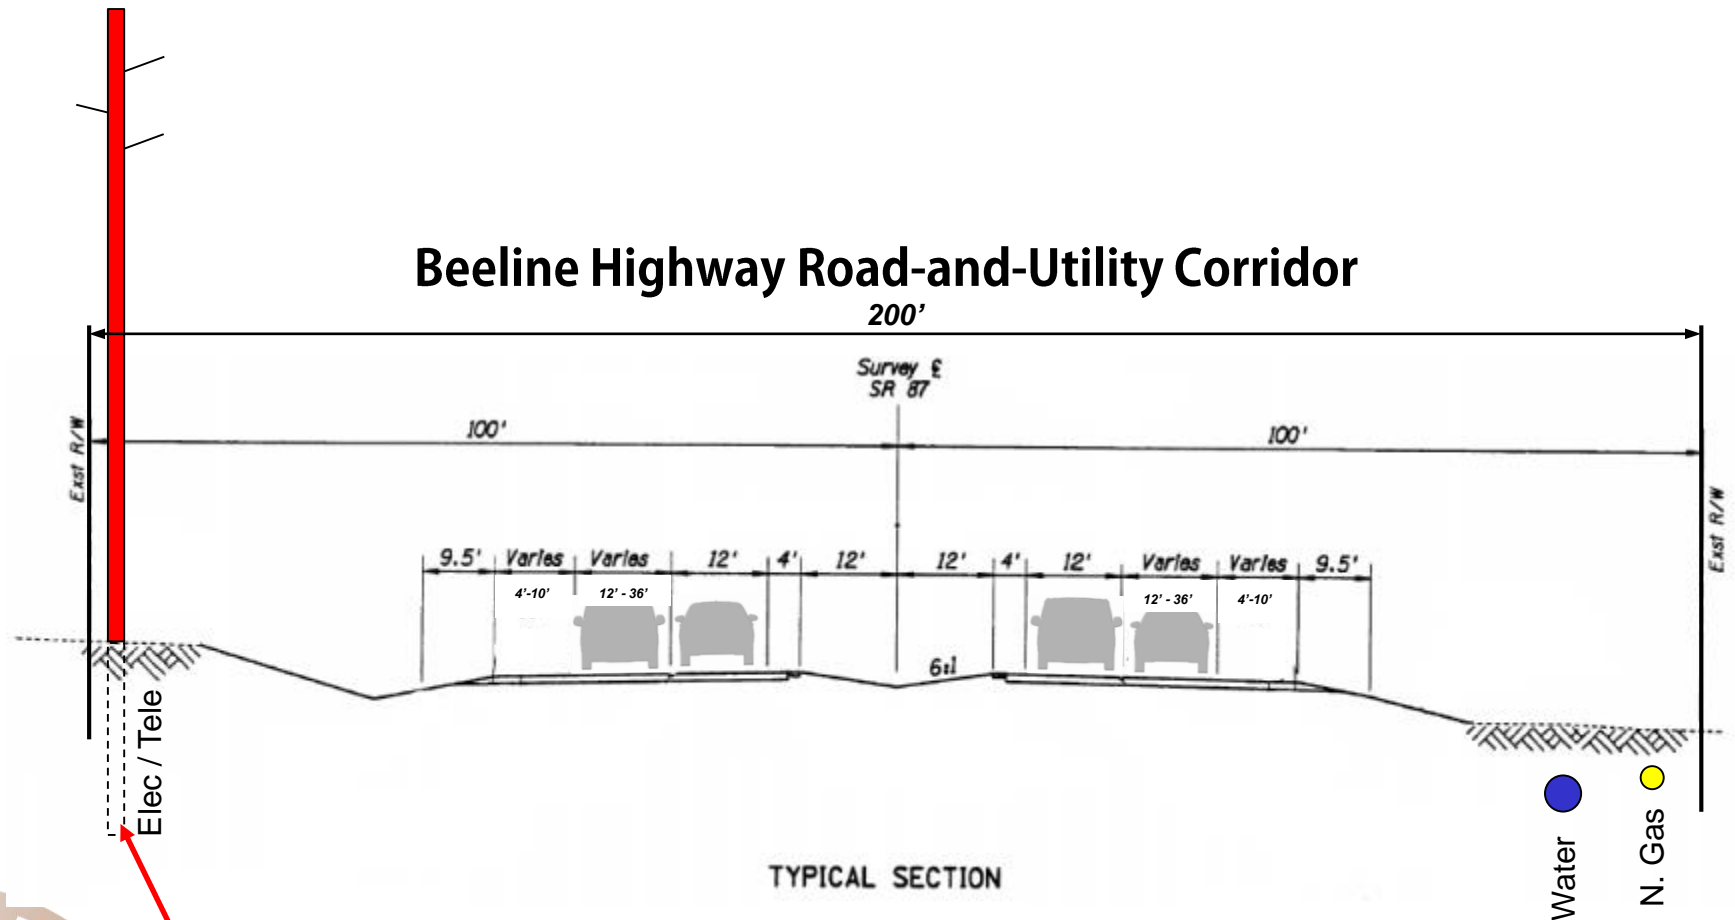 Beeline Highway Road-and-Utility Corridor
200’
Survey ℄
SR 87
100'
100'
Exst R/W
Exst R/W
9.5' Varies Varies 12' 4' 12' 12' 4' 12' Varies Varies 9.5'
4’-10’ 12’ - 36’ 12’ - 36’ 4’-10’
6:1
Elec / Tele
Water
N. Gas
TYPICAL SECTION